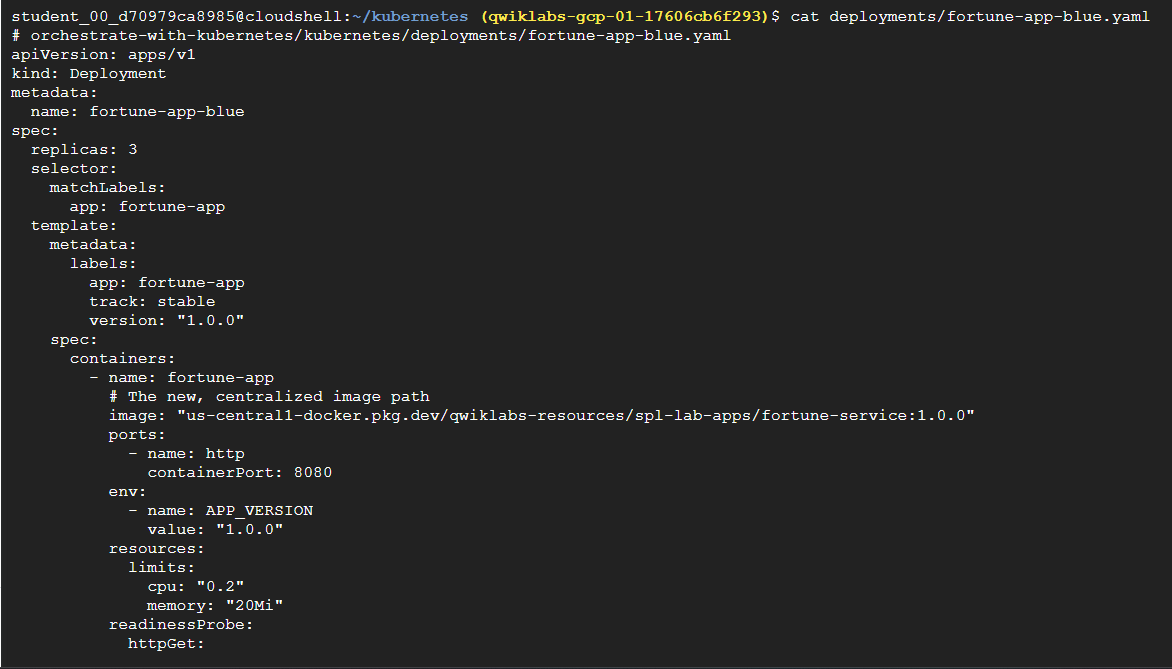 student_00_d70979ca8985@cloudshell:~/kubernetes (qwiklabs-gcp-01-17606cb6f293)$ cat deployments/fortune-app-blue.yaml
# orchestrate-with-kubernetes/kubernetes/deployments/fortune-app-blue.yaml
apiVersion: apps/v1
kind: Deployment
metadata:
  name: fortune-app-blue
spec:
  replicas: 3
  selector:
    matchLabels:
      app: fortune-app
  template:
    metadata:
      labels:
        app: fortune-app
        track: stable
        version: "1.0.0"
    spec:
      containers:
        - name: fortune-app
          # The new, centralized image path
          image: "us-central1-docker.pkg.dev/qwiklabs-resources/spl-lab-apps/fortune-service:1.0.0"
          ports:
            - name: http
              containerPort: 8080
          env:
            - name: APP_VERSION
              value: "1.0.0"
          resources:
            limits:
              cpu: "0.2"
              memory: "20Mi"
          readinessProbe:
            httpGet: